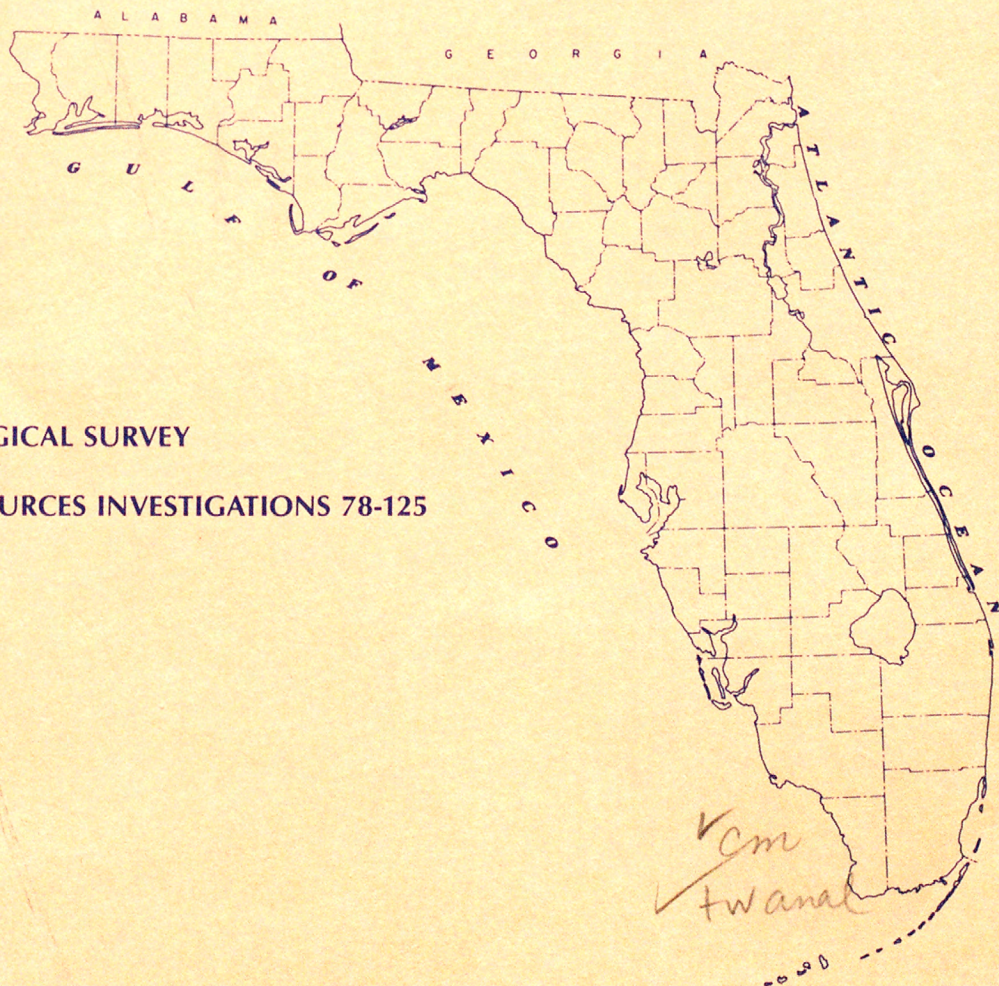 ALABAMA
GEORGIA
GULF OF MEXICO
ATLANTIC OCEAN
GICAL SURVEY
URCES INVESTIGATIONS 78-125
✓cm
✓ tw anal